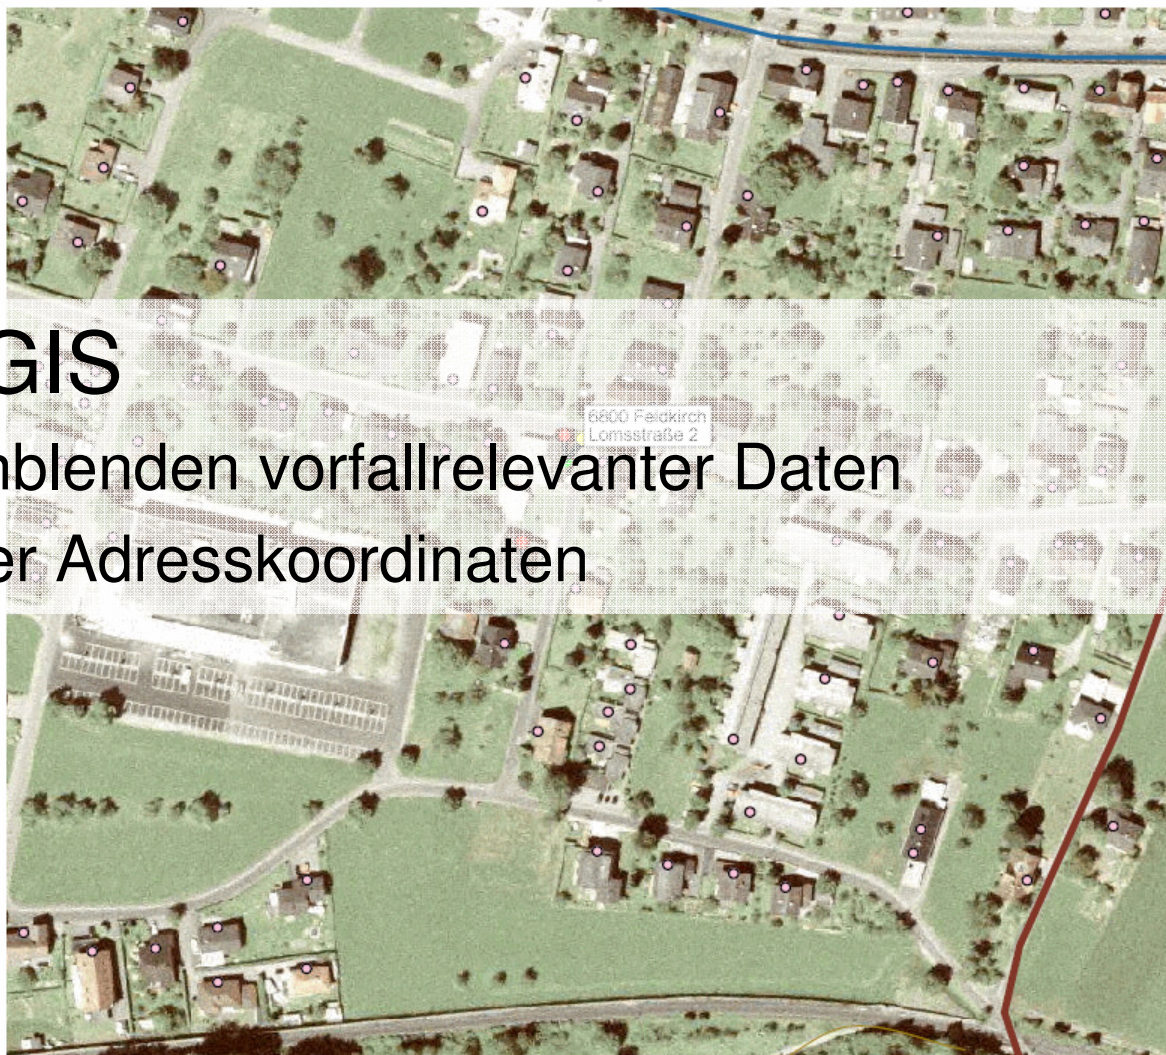 GIS
nblenden vorfallrelevanter Daten
er Adresskoordinaten
6800 Feldkirch
Lomsstraße 2